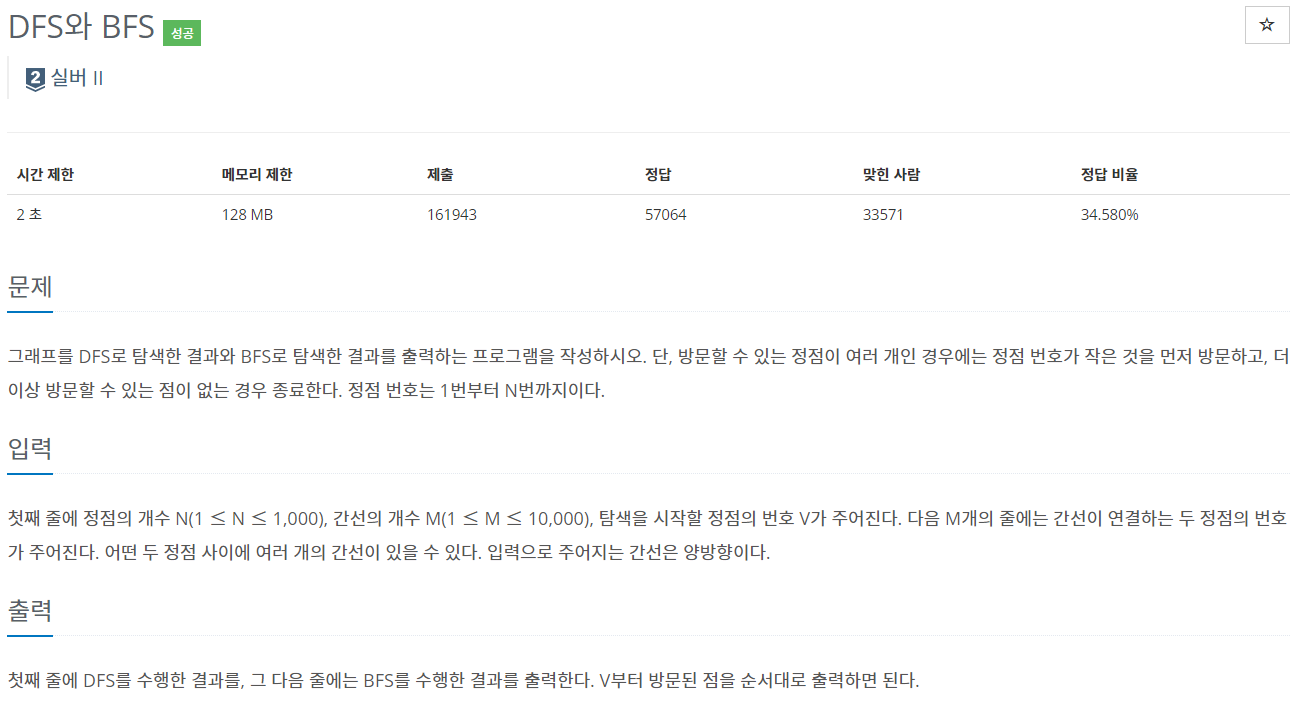 DFS와 BFS 성공
☆
2 실버 II
시간 제한 메모리 제한 제출 정답 맞힌 사람 정답 비율
2 초 128 MB 161943 57064 33571 34.580%
문제
그래프를 DFS로 탐색한 결과와 BFS로 탐색한 결과를 출력하는 프로그램을 작성하시오. 단, 방문할 수 있는 정점이 여러 개인 경우에는 정점 번호가 작은 것을 먼저 방문하고, 더
이상 방문할 수 있는 점이 없는 경우 종료한다. 정점 번호는 1번부터 N번까지이다.
입력
첫째 줄에 정점의 개수 N(1 ≤ N ≤ 1,000), 간선의 개수 M(1 ≤ M ≤ 10,000), 탐색을 시작할 정점의 번호 V가 주어진다. 다음 M개의 줄에는 간선이 연결하는 두 정점의 번호
가 주어진다. 어떤 두 정점 사이에 여러 개의 간선이 있을 수 있다. 입력으로 주어지는 간선은 양방향이다.
출력
첫째 줄에 DFS를 수행한 결과를, 그 다음 줄에는 BFS를 수행한 결과를 출력한다. V부터 방문된 점을 순서대로 출력하면 된다.